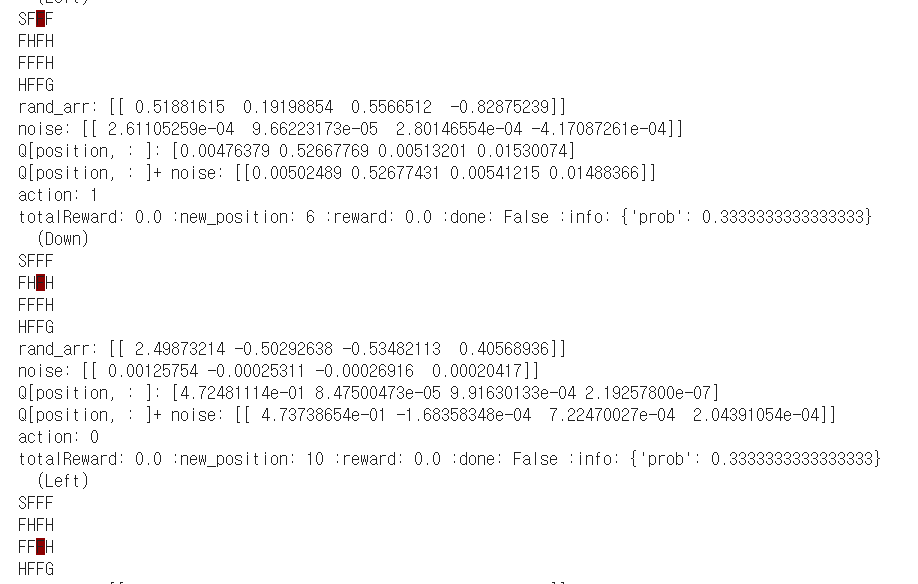 (Left)
SFFF
FHFH
FFFH
HFFG
rand_arr: [[ 0.51881615  0.19198854  0.5566512  -0.82875239]]
noise: [[ 2.61105259e-04  9.66223173e-05  2.80146554e-04 -4.17087261e-04]]
Q[position, : ]: [0.00476379 0.52667769 0.00513201 0.01530074]
Q[position, : ]+ noise: [[0.00502489 0.52677431 0.00541215 0.01488366]]
action: 1
totalReward: 0.0 :new_position: 6 :reward: 0.0 :done: False :info: {'prob': 0.3333333333333333}
(Down)
SFFF
FHFH
FFFH
HFFG
rand_arr: [[ 2.49873214 -0.50292638 -0.53482113  0.40568936]]
noise: [[ 0.00125754 -0.00025311 -0.00026916  0.00020417]]
Q[position, : ]: [4.72481114e-01 8.47500473e-05 9.91630133e-04 2.19257800e-07]
Q[position, : ]+ noise: [[ 4.73738654e-01 -1.68358348e-04  7.22470027e-04  2.04391054e-04]]
action: 0
totalReward: 0.0 :new_position: 10 :reward: 0.0 :done: False :info: {'prob': 0.3333333333333333}
(Left)
SFFF
FHFH
FFFH
HFFG